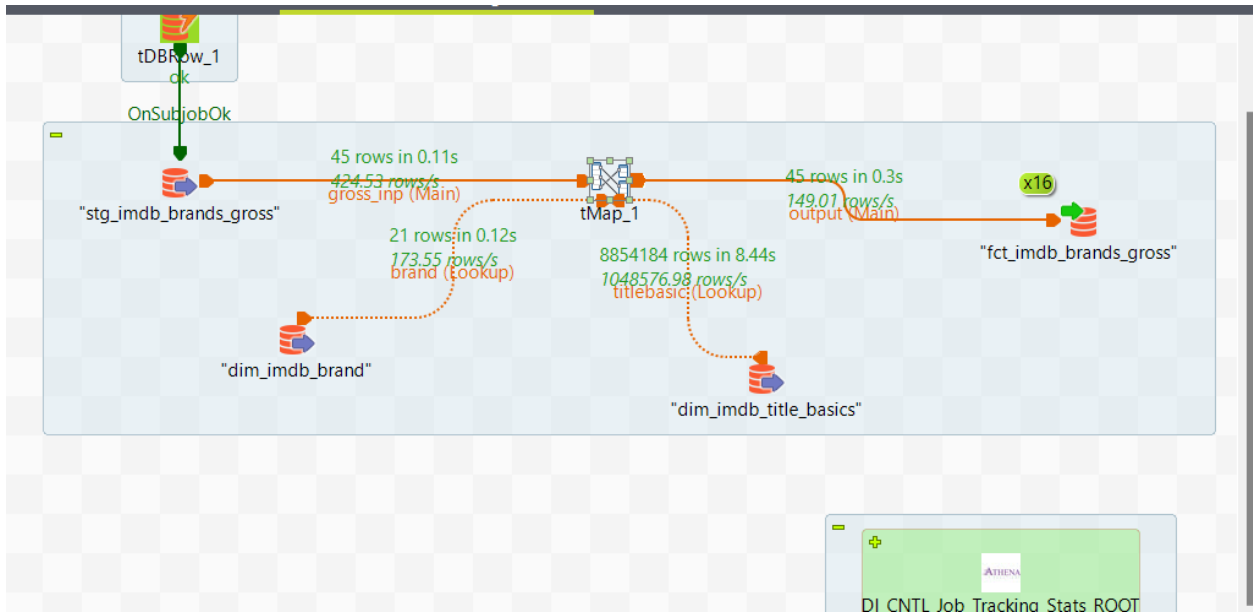 tDBRow_1
ok
OnSubjobOk
45 rows in 0.11s
424.53 rows/s
gross_inp (Main)
"stg_imdb_brands_gross"
tMap_1
45 rows in 0.3s
149.01 rows/s
output (Main)
x16
"fct_imdb_brands_gross"
21 rows in 0.12s
173.55 rows/s
brand (Lookup)
8854184 rows in 8.44s
1048576.98 rows/s
titlebasic (Lookup)
"dim_imdb_brand"
"dim_imdb_title_basics"
ATHENA
DI_CNTL_Job_Tracking_Stats_ROOT